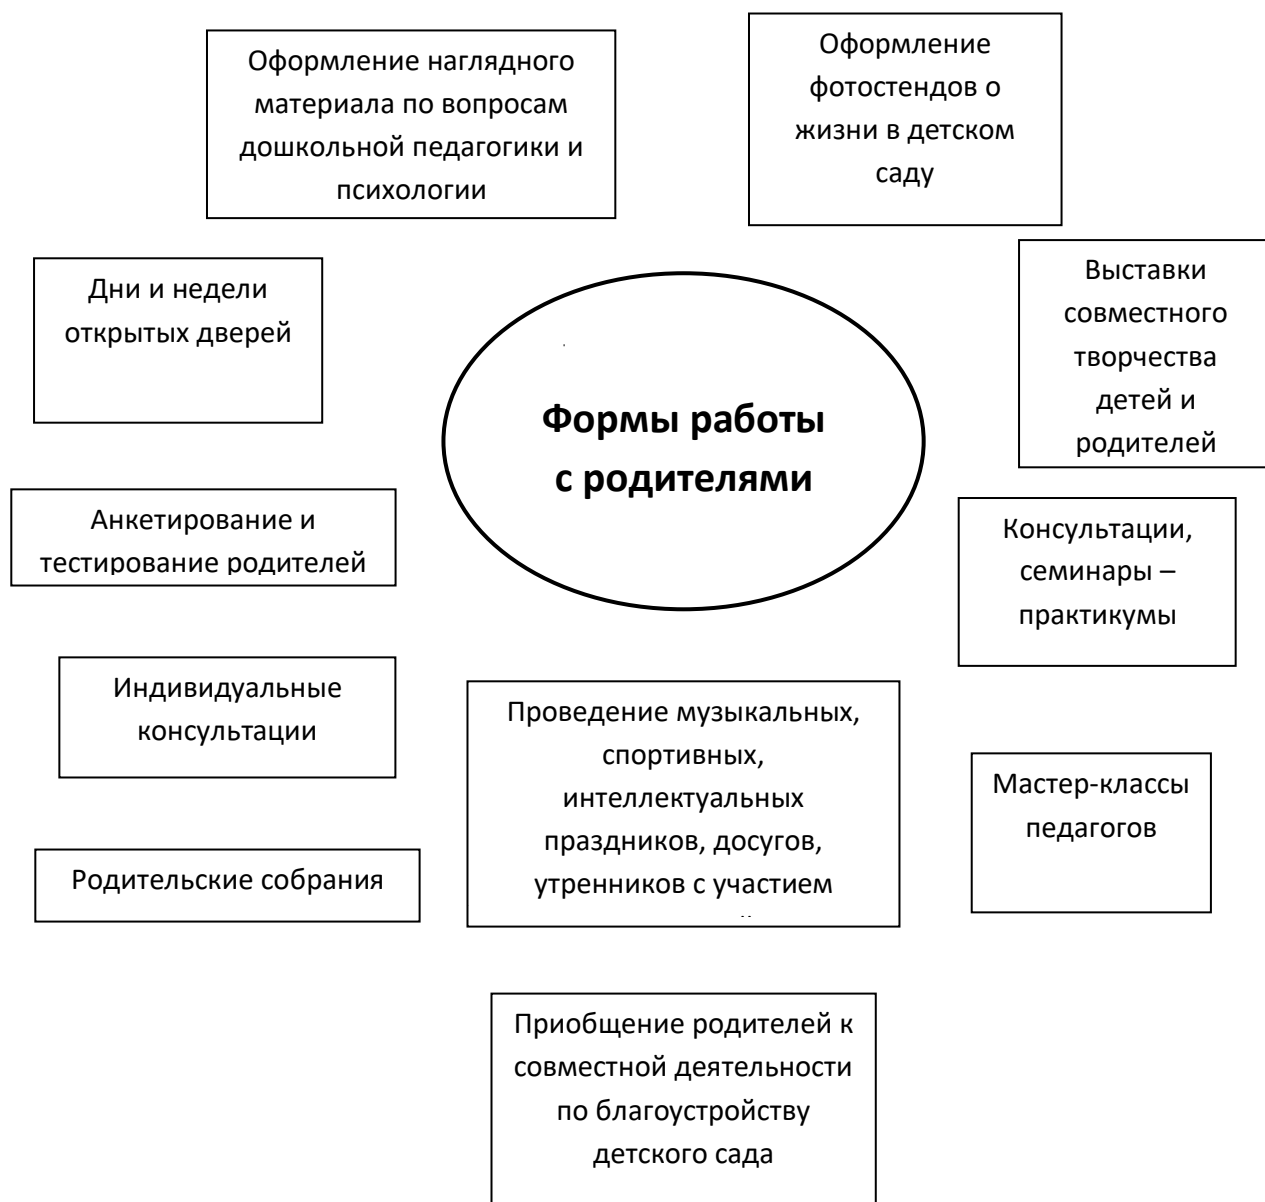 Оформление наглядного
материала по вопросам
дошкольной педагогики и
психологии
Оформление
фотостендов о
жизни в детском
саду
Дни и недели
открытых дверей
Выставки
совместного
творчества
детей и
родителей
Формы работы
с родителями
Анкетирование и
тестирование родителей
Консультации,
семинары –
практикумы
Индивидуальные
консультации
Проведение музыкальных,
спортивных,
интеллектуальных
праздников, досугов,
утренников с участием
Мастер-классы
педагогов
Родительские собрания
Приобщение родителей к
совместной деятельности
по благоустройству
детского сада